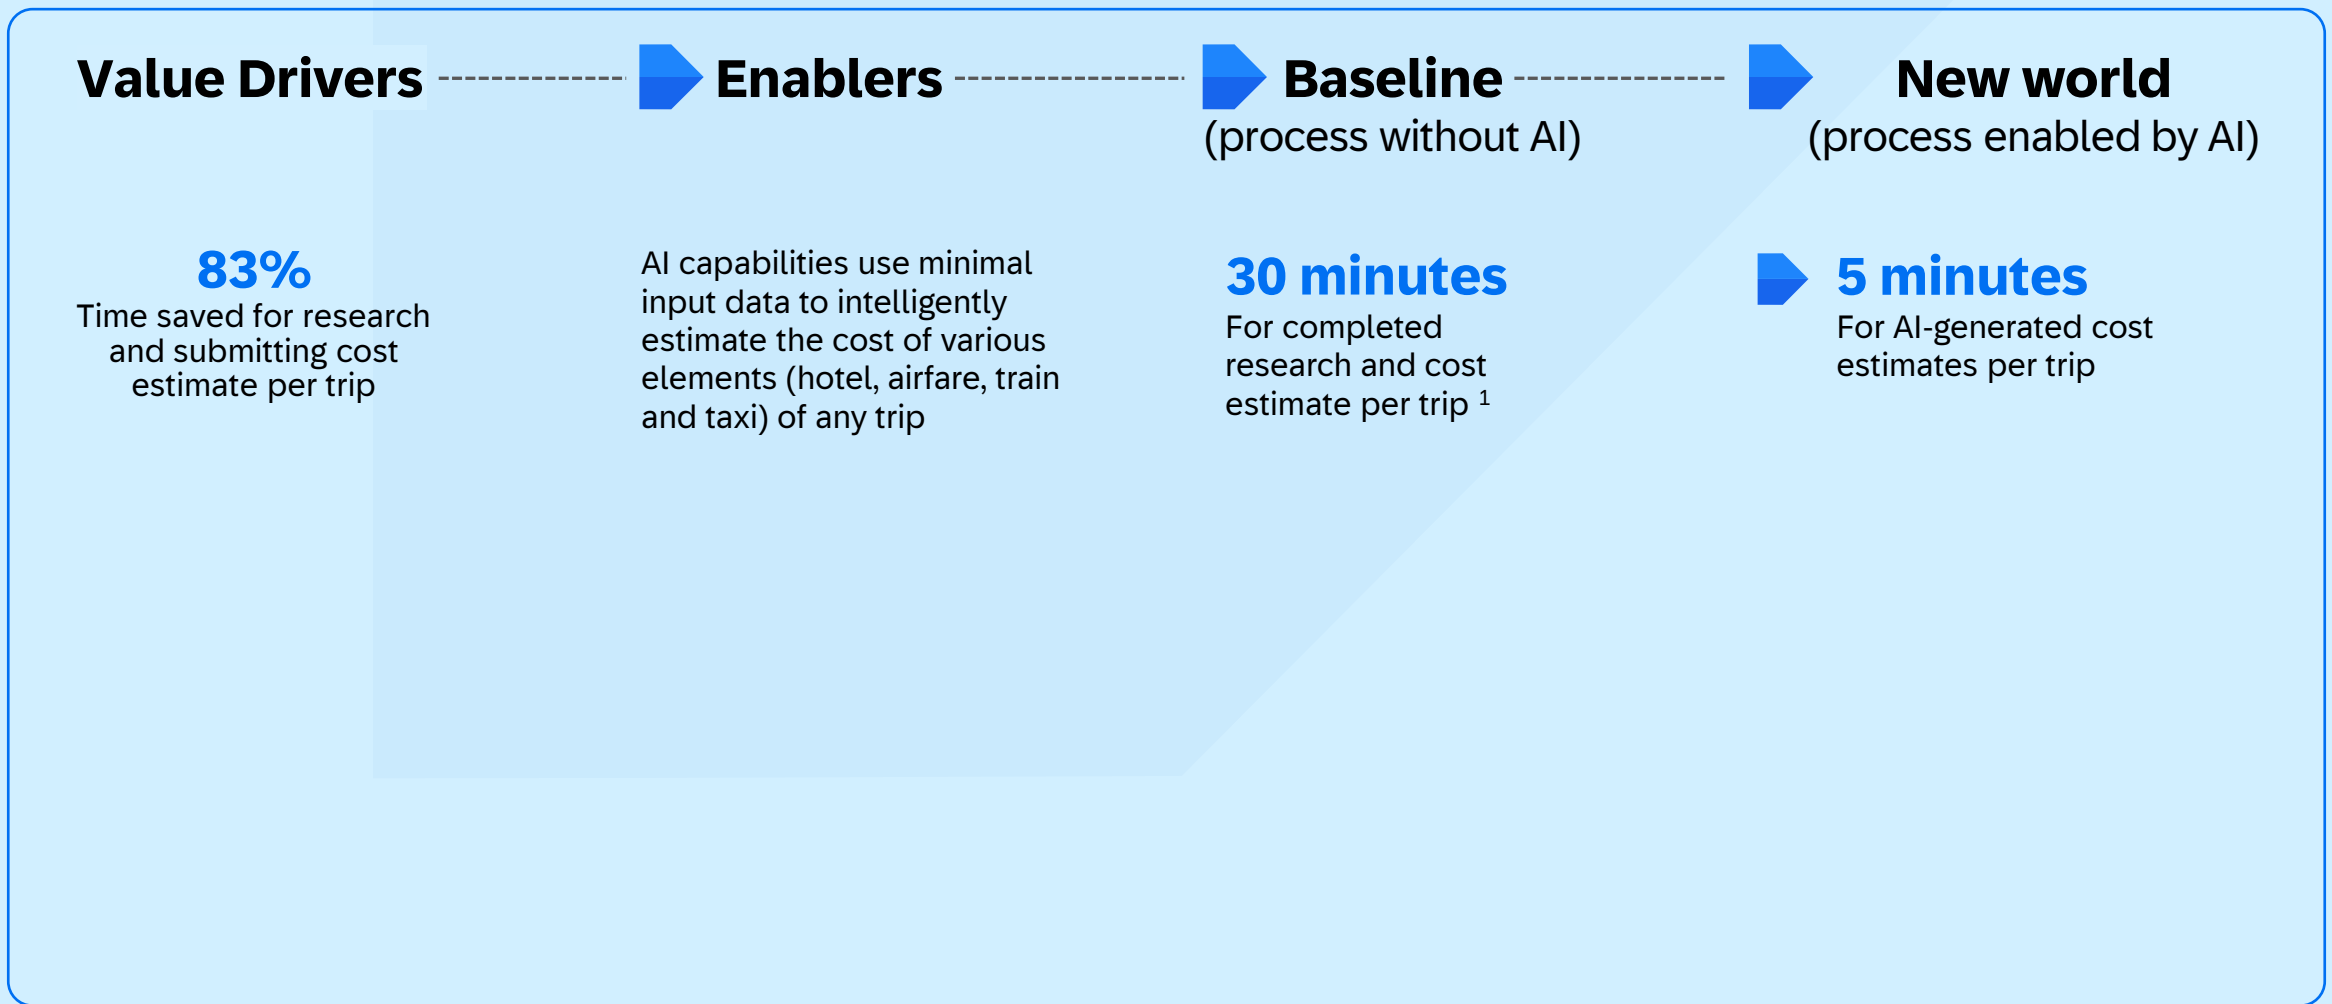 Value Drivers
Enablers
Baseline
(process without AI)
New world
(process enabled by AI)
83%
Time saved for research
and submitting cost
estimate per trip
AI capabilities use minimal
input data to intelligently
estimate the cost of various
elements (hotel, airfare, train
and taxi) of any trip
30 minutes
For completed
research and cost
estimate per trip ¹
5 minutes
For AI-generated cost
estimates per trip